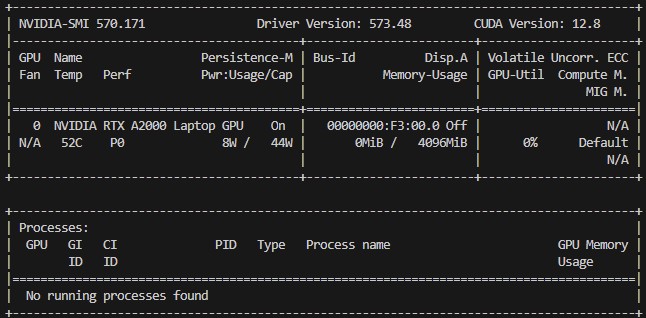 NVIDIA-SMI 570.171 Driver Version: 573.48 CUDA Version: 12.8
GPU Name Persistence-M | Bus-Id Disp.A | Volatile Uncorr. ECC
Fan Temp Perf Pwr:Usage/Cap | Memory-Usage | GPU-Util Compute M.
MIG M.
0 NVIDIA RTX A2000 Laptop GPU On | 00000000:F3:00.0 Off | N/A
N/A 52C P0 8W / 44W | 0MiB / 4096MiB | 0% Default
N/A
Processes:
GPU GI CI PID Type Process name GPU Memory
ID ID Usage
No running processes found